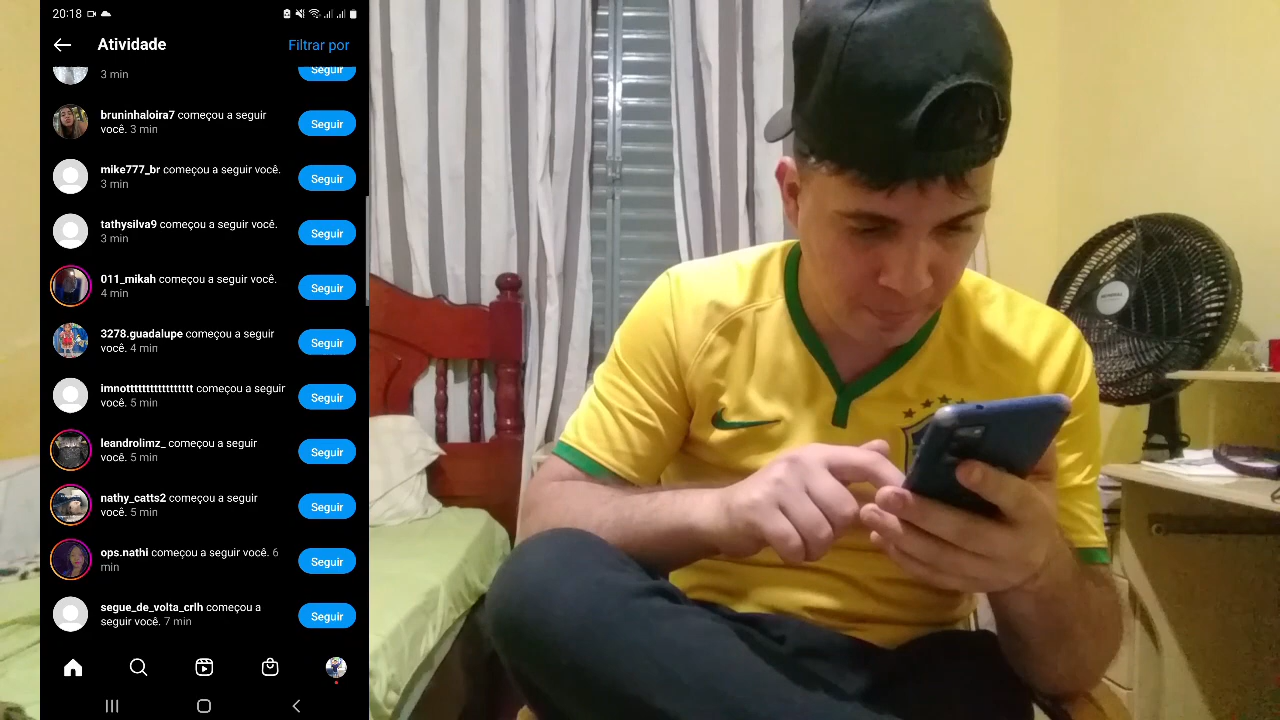 20:18
Atividade
Filtrar por
3 min
Seguir
bruninhaloira7 começou a seguir
você. 3 min
Seguir
mike777_br começou a seguir você.
3 min
Seguir
tathysilva9 começou a seguir você.
3 min
Seguir
011_mikah começou a seguir você.
4 min
Seguir
3278.guadalupe começou a seguir
você. 4 min
Seguir
você. 5 min
Seguir
leandrolimz_ começou a seguir
você. 5 min
Seguir
nathy_catts2 começou a seguir
você. 5 min
Seguir
ops.nathi começou a seguir você. 6
min
Seguir
segue_de_volta_crlh começou a
seguir você. 7 min
Seguir